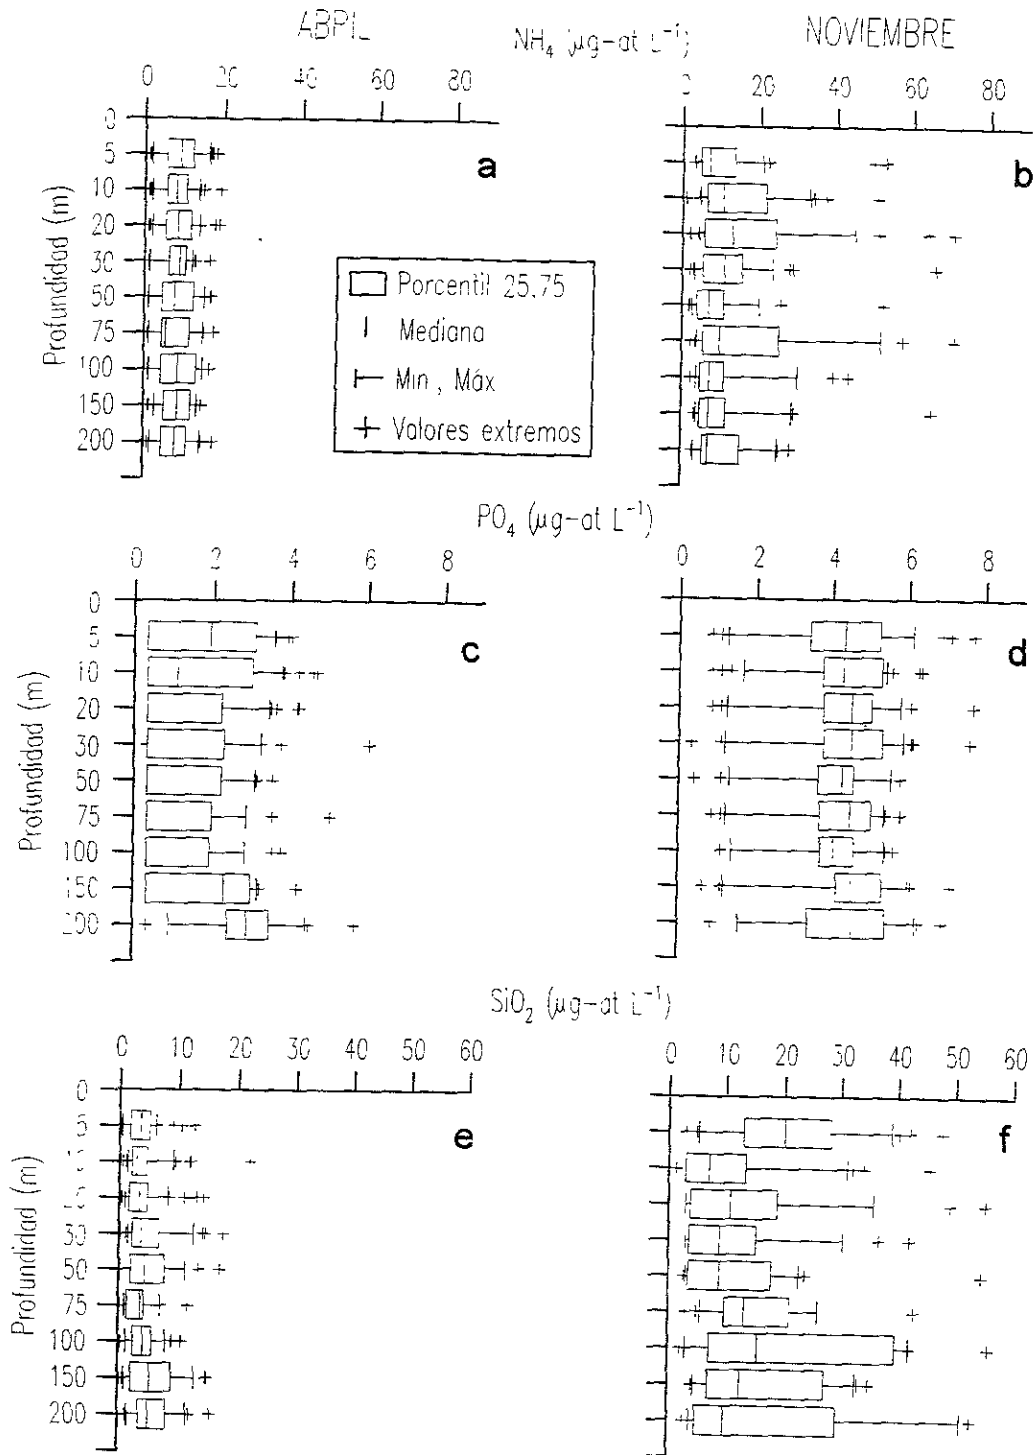 ABPIL
NH₄ (µg-at L⁻¹)
NOVIEMBRE
0 20 40 60 80
0 20 40 60 80
Profundidad (m)
0
5
10
20
30
50
75
100
150
200
a
b
Porcentil 25,75
Mediana
Min, Máx
Valores extremos
PO₄ (µg-at L⁻¹)
0 2 4 6 8
0 2 4 6 8
Profundidad (m)
0
5
10
20
30
50
75
100
150
200
c
d
SiO₂ (µg-at L⁻¹)
0 10 20 30 40 50 60
0 10 20 30 40 50 60
Profundidad (m)
0
5
30
50
75
100
150
200
e
f